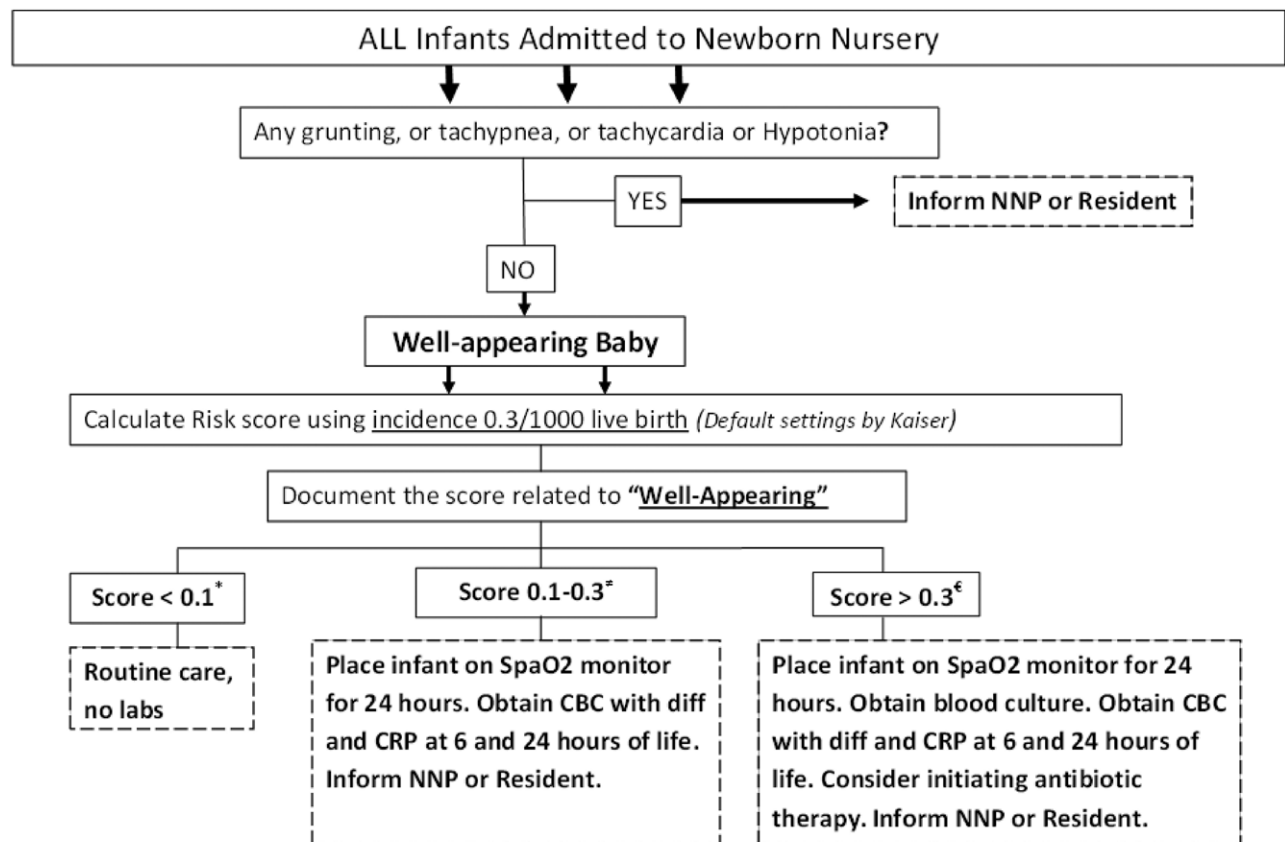 ALL Infants Admitted to Newborn Nursery
Any grunting, or tachypnea, or tachycardia or Hypotonia?
YES
Inform NNP or Resident
NO
Well-appearing Baby
Calculate Risk score using incidence 0.3/1000 live birth (Default settings by Kaiser)
Document the score related to “Well-Appearing”
Score < 0.1*
Score 0.1-0.3≠
Score > 0.3€
Routine care,
no labs
Place infant on SpaO2 monitor
for 24 hours. Obtain CBC with diff
and CRP at 6 and 24 hours of life.
Inform NNP or Resident.
Place infant on SpaO2 monitor for 24
hours. Obtain blood culture. Obtain CBC
with diff and CRP at 6 and 24 hours of
life. Consider initiating antibiotic
therapy. Inform NNP or Resident.